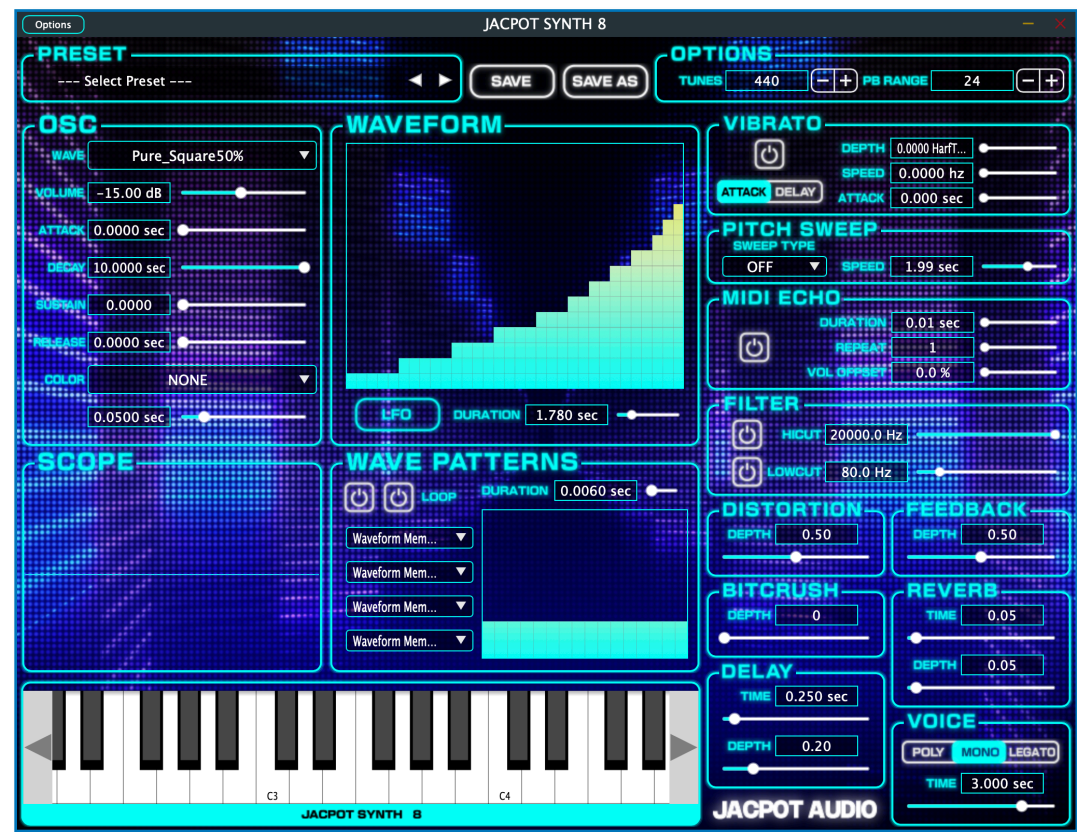 Options
JACPOT SYNTH 8
PRESET
--- Select Preset ---
SAVE
SAVE AS
OPTIONS
TUNES 440 − +
PB RANGE 24 − +
OSC
WAVE Pure_Square50%
VOLUME -15.00 dB
ATTACK 0.0000 sec
DECAY 10.0000 sec
SUSTAIN 0.0000
RELEASE 0.0000 sec
COLOR NONE
0.0500 sec
WAVEFORM
LFO DURATION 1.780 sec
VIBRATO
DEPTH 0.0000 HarfT...
SPEED 0.0000 hz
ATTACK DELAY
ATTACK 0.000 sec
PITCH SWEEP
SWEEP TYPE
OFF SPEED 1.99 sec
MIDI ECHO
DURATION 0.01 sec
REPEAT 1
VOL OFFSET 0.0 %
FILTER
HICUT 20000.0 Hz
LOWCUT 80.0 Hz
SCOPE
WAVE PATTERNS
LOOP DURATION 0.0060 sec
Waveform Mem...
Waveform Mem...
Waveform Mem...
Waveform Mem...
DISTORTION
DEPTH 0.50
FEEDBACK
DEPTH 0.50
BITCRUSH
DEPTH 0
REVERB
TIME 0.05
DEPTH 0.05
DELAY
TIME 0.250 sec
DEPTH 0.20
VOICE
POLY MONO LEGATO
TIME 3.000 sec
C3 C4
JACPOT SYNTH 8
JACPOT AUDIO